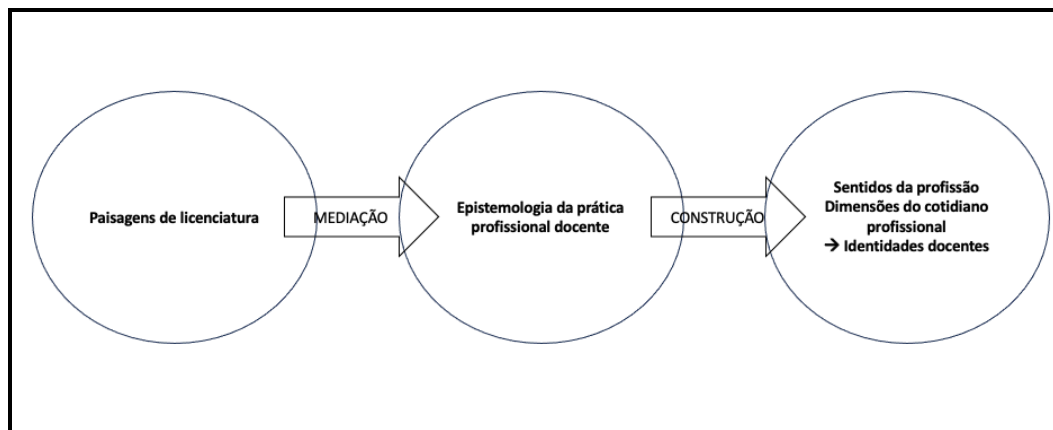 Paisagens de licenciatura
MEDIAÇÃO
Epistemologia da prática
profissional docente
CONSTRUÇÃO
Sentidos da profissão
Dimensões do cotidiano
profissional
→ Identidades docentes